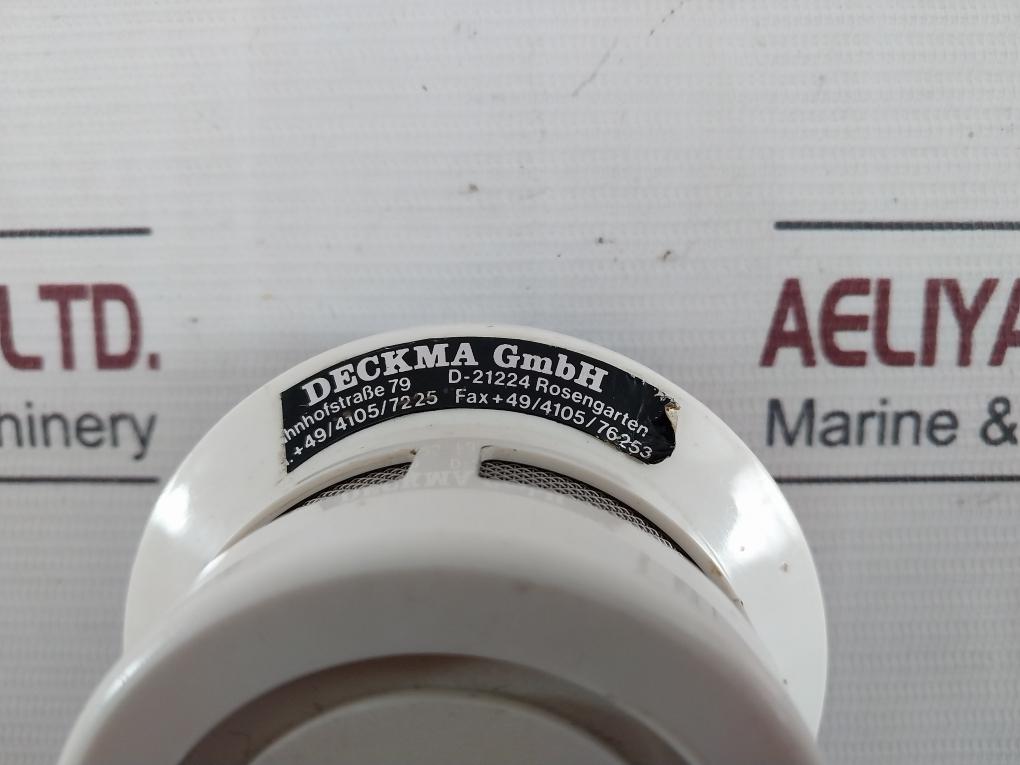 LTD.
AELIYA
hinery
Marine &
DECKMA GmbH
hnhofstraße 79 D-21224 Rosengarten
.+49/4105/7225 Fax+49/4105/76253